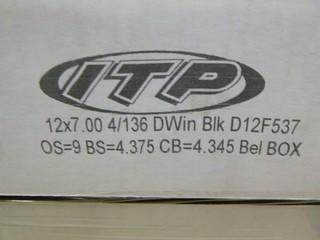 ITP
12x7.00 4/136 DWin Blk D12F537
OS=9 BS=4.375 CB=4.345 Bel BOX